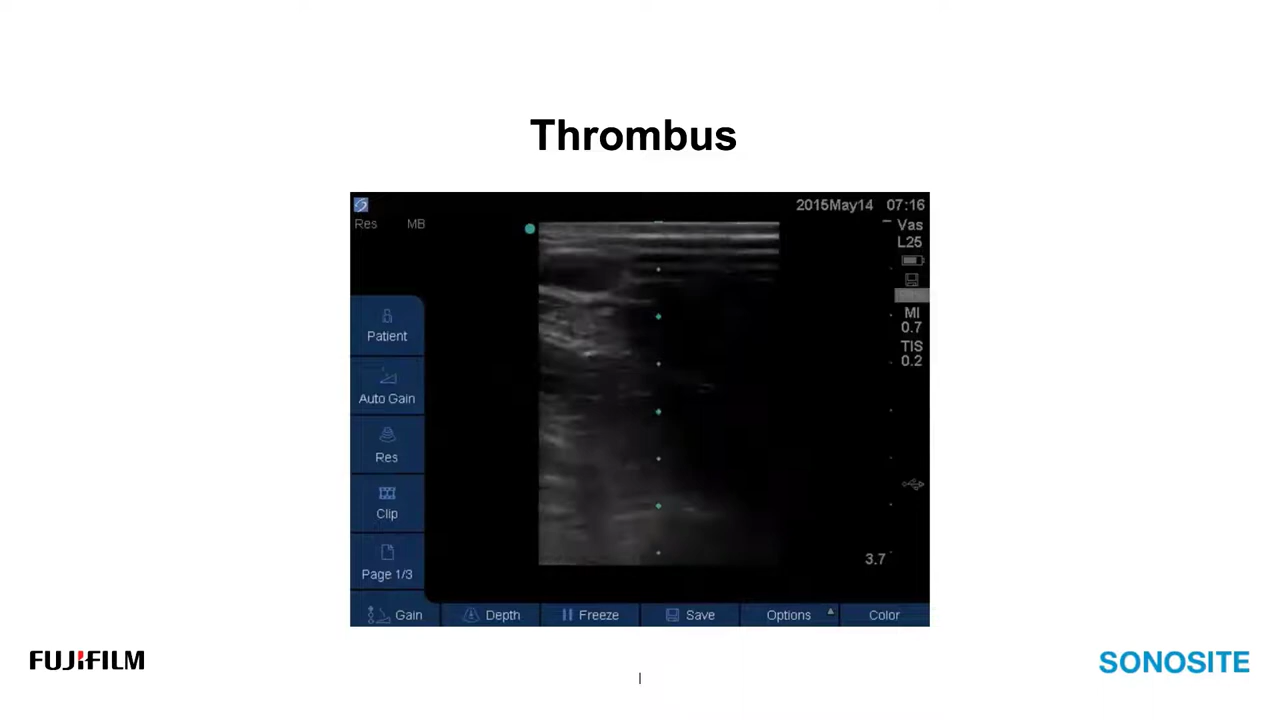 Thrombus
2015May14 07:16
Res MB
Vas
L25
MI
0.7
TIS
0.2
Patient
Auto Gain
Res
Clip
Page 1/3
3.7
Gain Depth Freeze Save Options Color
FUJIFILM
SONOSITE